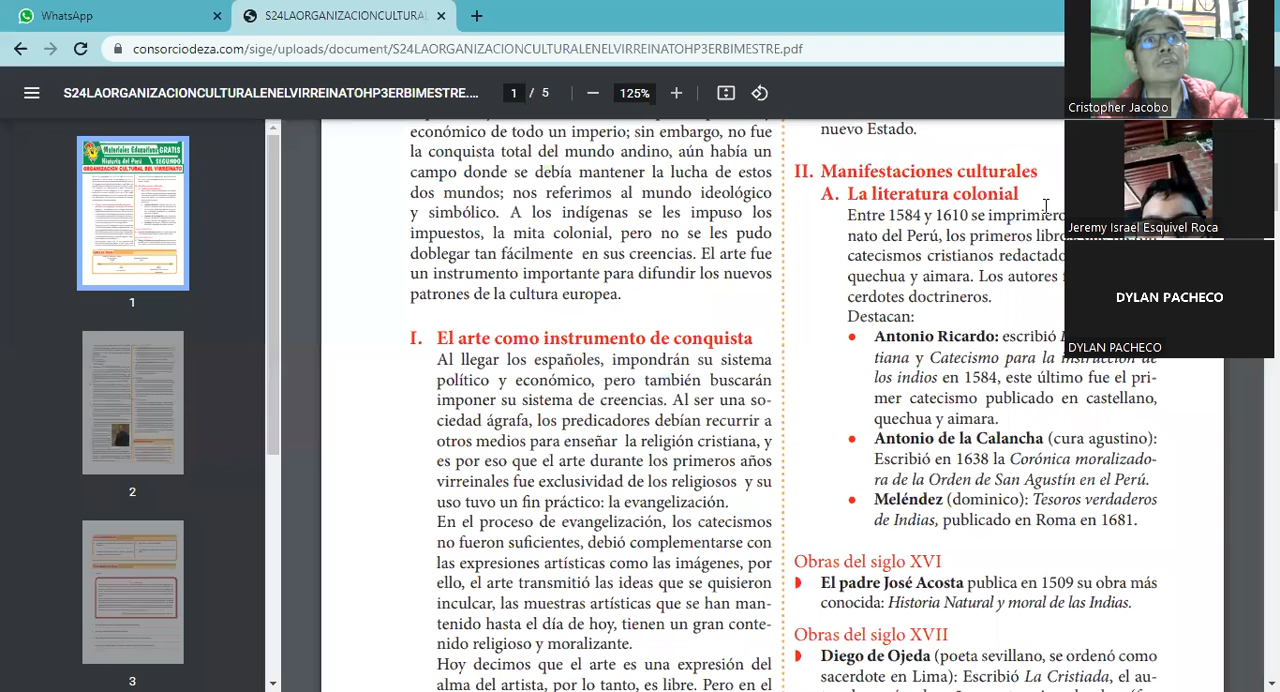 WhatsApp
S24LAORGANIZACIONCULTURAL
consorciodeza.com/sige/uploads/document/S24LAORGANIZACIONCULTURALENELVIRREINATOHP3ERBIMESTRE.pdf
S24LAORGANIZACIONCULTURALENELVIRREINATOHP3ERBIMESTRE....
1 / 5
125%
Cristopher Jacobo
Jeremy Israel Esquivel Roca
DYLAN PACHECO
DYLAN PACHECO
Materiales Educativos GRATIS
Historia del Perú SEGUNDO
ORGANIZACION CULTURAL DEL VIRREINATO
1
2
3
económico de todo un imperio; sin embargo, no fue
la conquista total del mundo andino, aún había un
campo donde se debía mantener la lucha de estos
dos mundos; nos referimos al mundo ideológico
y simbólico. A los indígenas se les impuso los
impuestos, la mita colonial, pero no se les pudo
doblegar tan fácilmente en sus creencias. El arte fue
un instrumento importante para difundir los nuevos
patrones de la cultura europea.
I. El arte como instrumento de conquista
Al llegar los españoles, impondrán su sistema
político y económico, pero también buscarán
imponer su sistema de creencias. Al ser una so-
ciedad ágrafa, los predicadores debían recurrir a
otros medios para enseñar la religión cristiana, y
es por eso que el arte durante los primeros años
virreinales fue exclusividad de los religiosos y su
uso tuvo un fin práctico: la evangelización.
En el proceso de evangelización, los catecismos
no fueron suficientes, debió complementarse con
las expresiones artísticas como las imágenes, por
ello, el arte transmitió las ideas que se quisieron
inculcar, las muestras artísticas que se han man-
tenido hasta el día de hoy, tienen un gran conte-
nido religioso y moralizante.
Hoy decimos que el arte es una expresión del
alma del artista, por lo tanto, es libre. Pero en el
nuevo Estado.
II. Manifestaciones culturales
A. La literatura colonial
Entre 1584 y 1610 se imprimiero
nato del Perú, los primeros libro
catecismos cristianos redactado
quechua y aimara. Los autores
cerdotes doctrineros.
Destacan:
Antonio Ricardo: escribió
tiana y Catecismo para la instrucción de
los indios en 1584, este último fue el pri-
mer catecismo publicado en castellano,
quechua y aimara.
Antonio de la Calancha (cura agustino):
Escribió en 1638 la Corónica moralizado-
ra de la Orden de San Agustín en el Perú.
Meléndez (dominico): Tesoros verdaderos
de Indias, publicado en Roma en 1681.
Obras del siglo XVI
El padre José Acosta publica en 1509 su obra más
conocida: Historia Natural y moral de las Indias.
Obras del siglo XVII
Diego de Ojeda (poeta sevillano, se ordenó como
sacerdote en Lima): Escribió La Cristiada, el au-